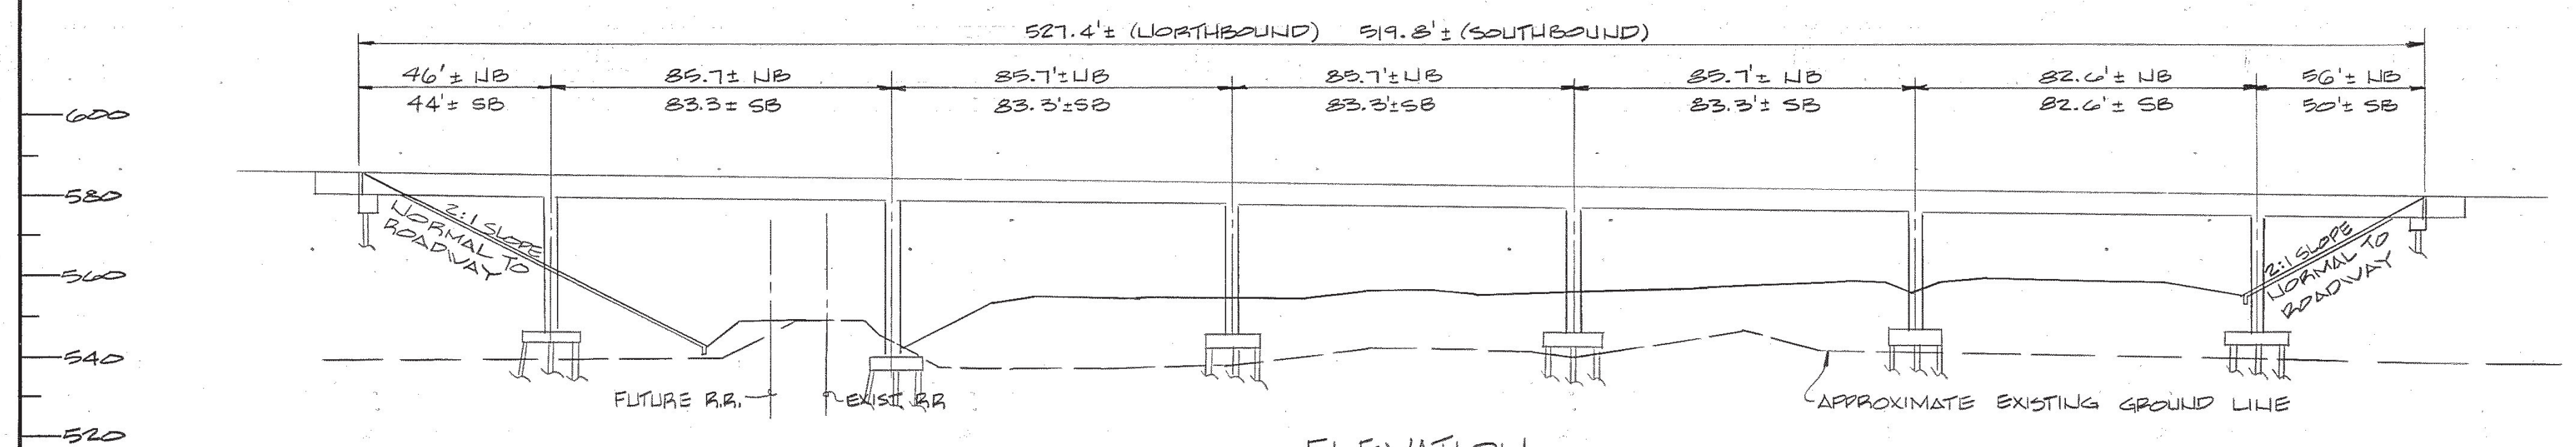 527.4'± (NORTHBOUND) 519.8'± (SOUTHBOUND)
46'± NB 85.7± NB 85.7'± NB 85.7'± NB 85.7'± NB 82.6'± NB 56'± NB
44'± SB 83.3± SB 83.3'± SB 83.3'± SB 83.3'± SB 82.6'± SB 50'± SB
600
580
2:1 SLOPE
NORMAL TO
ROADWAY
2:1 SLOPE
NORMAL TO
ROADWAY
560
540
FUTURE R.R.
EXIST RR
APPROXIMATE EXISTING GROUND LINE
520
ELEVATION